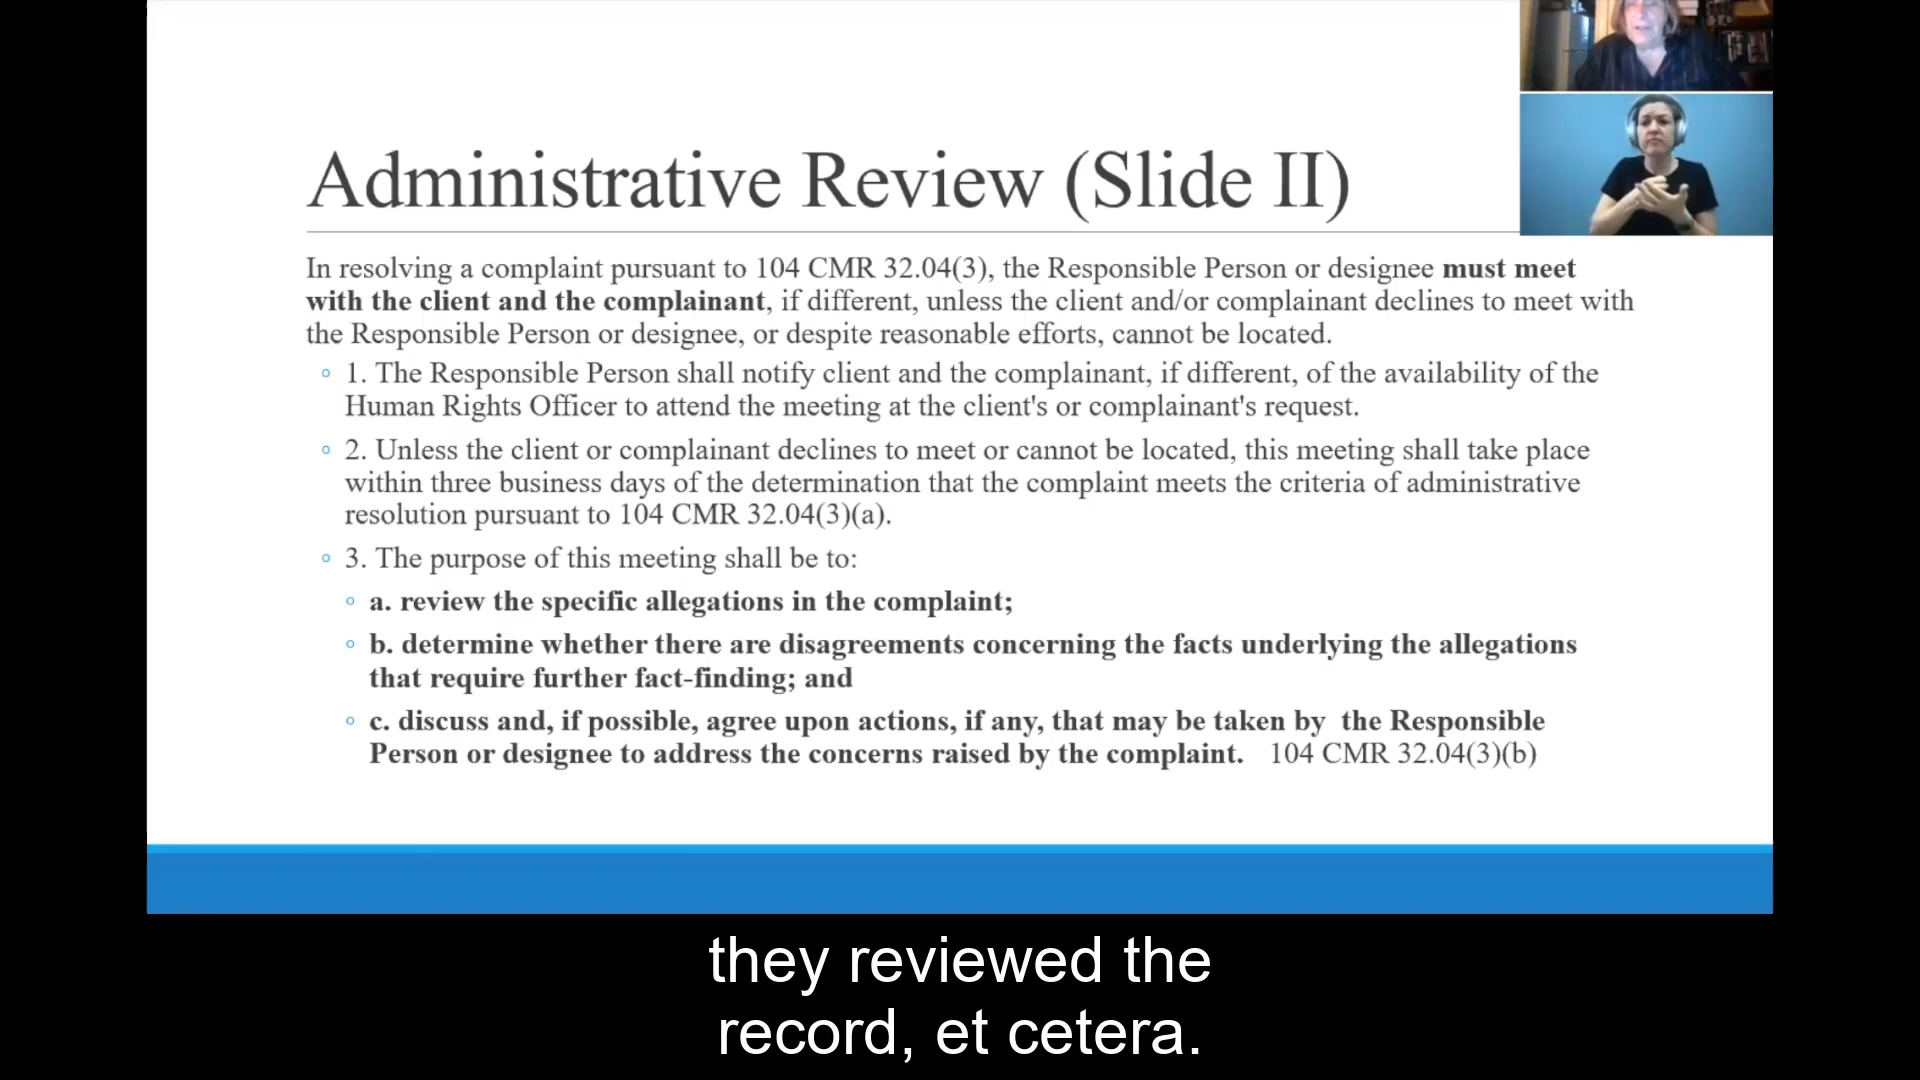 Administrative Review (Slide II)
In resolving a complaint pursuant to 104 CMR 32.04(3), the Responsible Person or designee must meet
with the client and the complainant, if different, unless the client and/or complainant declines to meet with
the Responsible Person or designee, or despite reasonable efforts, cannot be located.
1. The Responsible Person shall notify client and the complainant, if different, of the availability of the
Human Rights Officer to attend the meeting at the client's or complainant's request.
2. Unless the client or complainant declines to meet or cannot be located, this meeting shall take place
within three business days of the determination that the complaint meets the criteria of administrative
resolution pursuant to 104 CMR 32.04(3)(a).
3. The purpose of this meeting shall be to:
a. review the specific allegations in the complaint;
b. determine whether there are disagreements concerning the facts underlying the allegations
that require further fact-finding; and
c. discuss and, if possible, agree upon actions, if any, that may be taken by the Responsible
Person or designee to address the concerns raised by the complaint. 104 CMR 32.04(3)(b)
they reviewed the
record, et cetera.